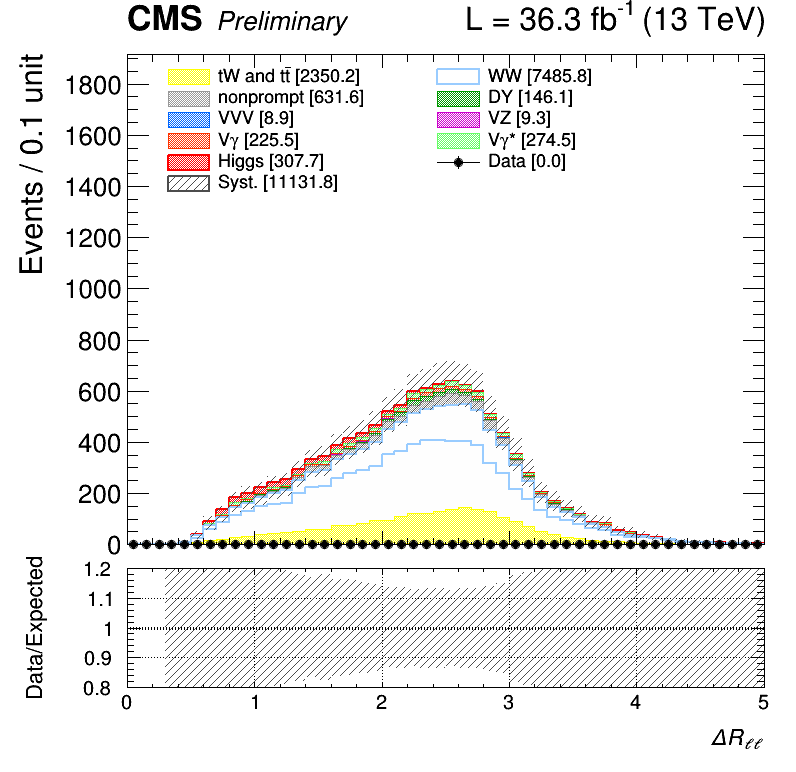 CMS Preliminary L = 36.3 fb⁻¹ (13 TeV)
Events / 0.1 unit
1800
1600
1400
1200
1000
800
600
400
200
0
tW and tt̄ [2350.2]
nonprompt [631.6]
VVV [8.9]
Vγ [225.5]
Higgs [307.7]
Syst. [11131.8]
WW [7485.8]
DY [146.1]
VZ [9.3]
Vγ* [274.5]
Data [0.0]
Data/Expected
1.2
1.1
1
0.9
0.8
0 1 2 3 4 5
ΔRℓℓ